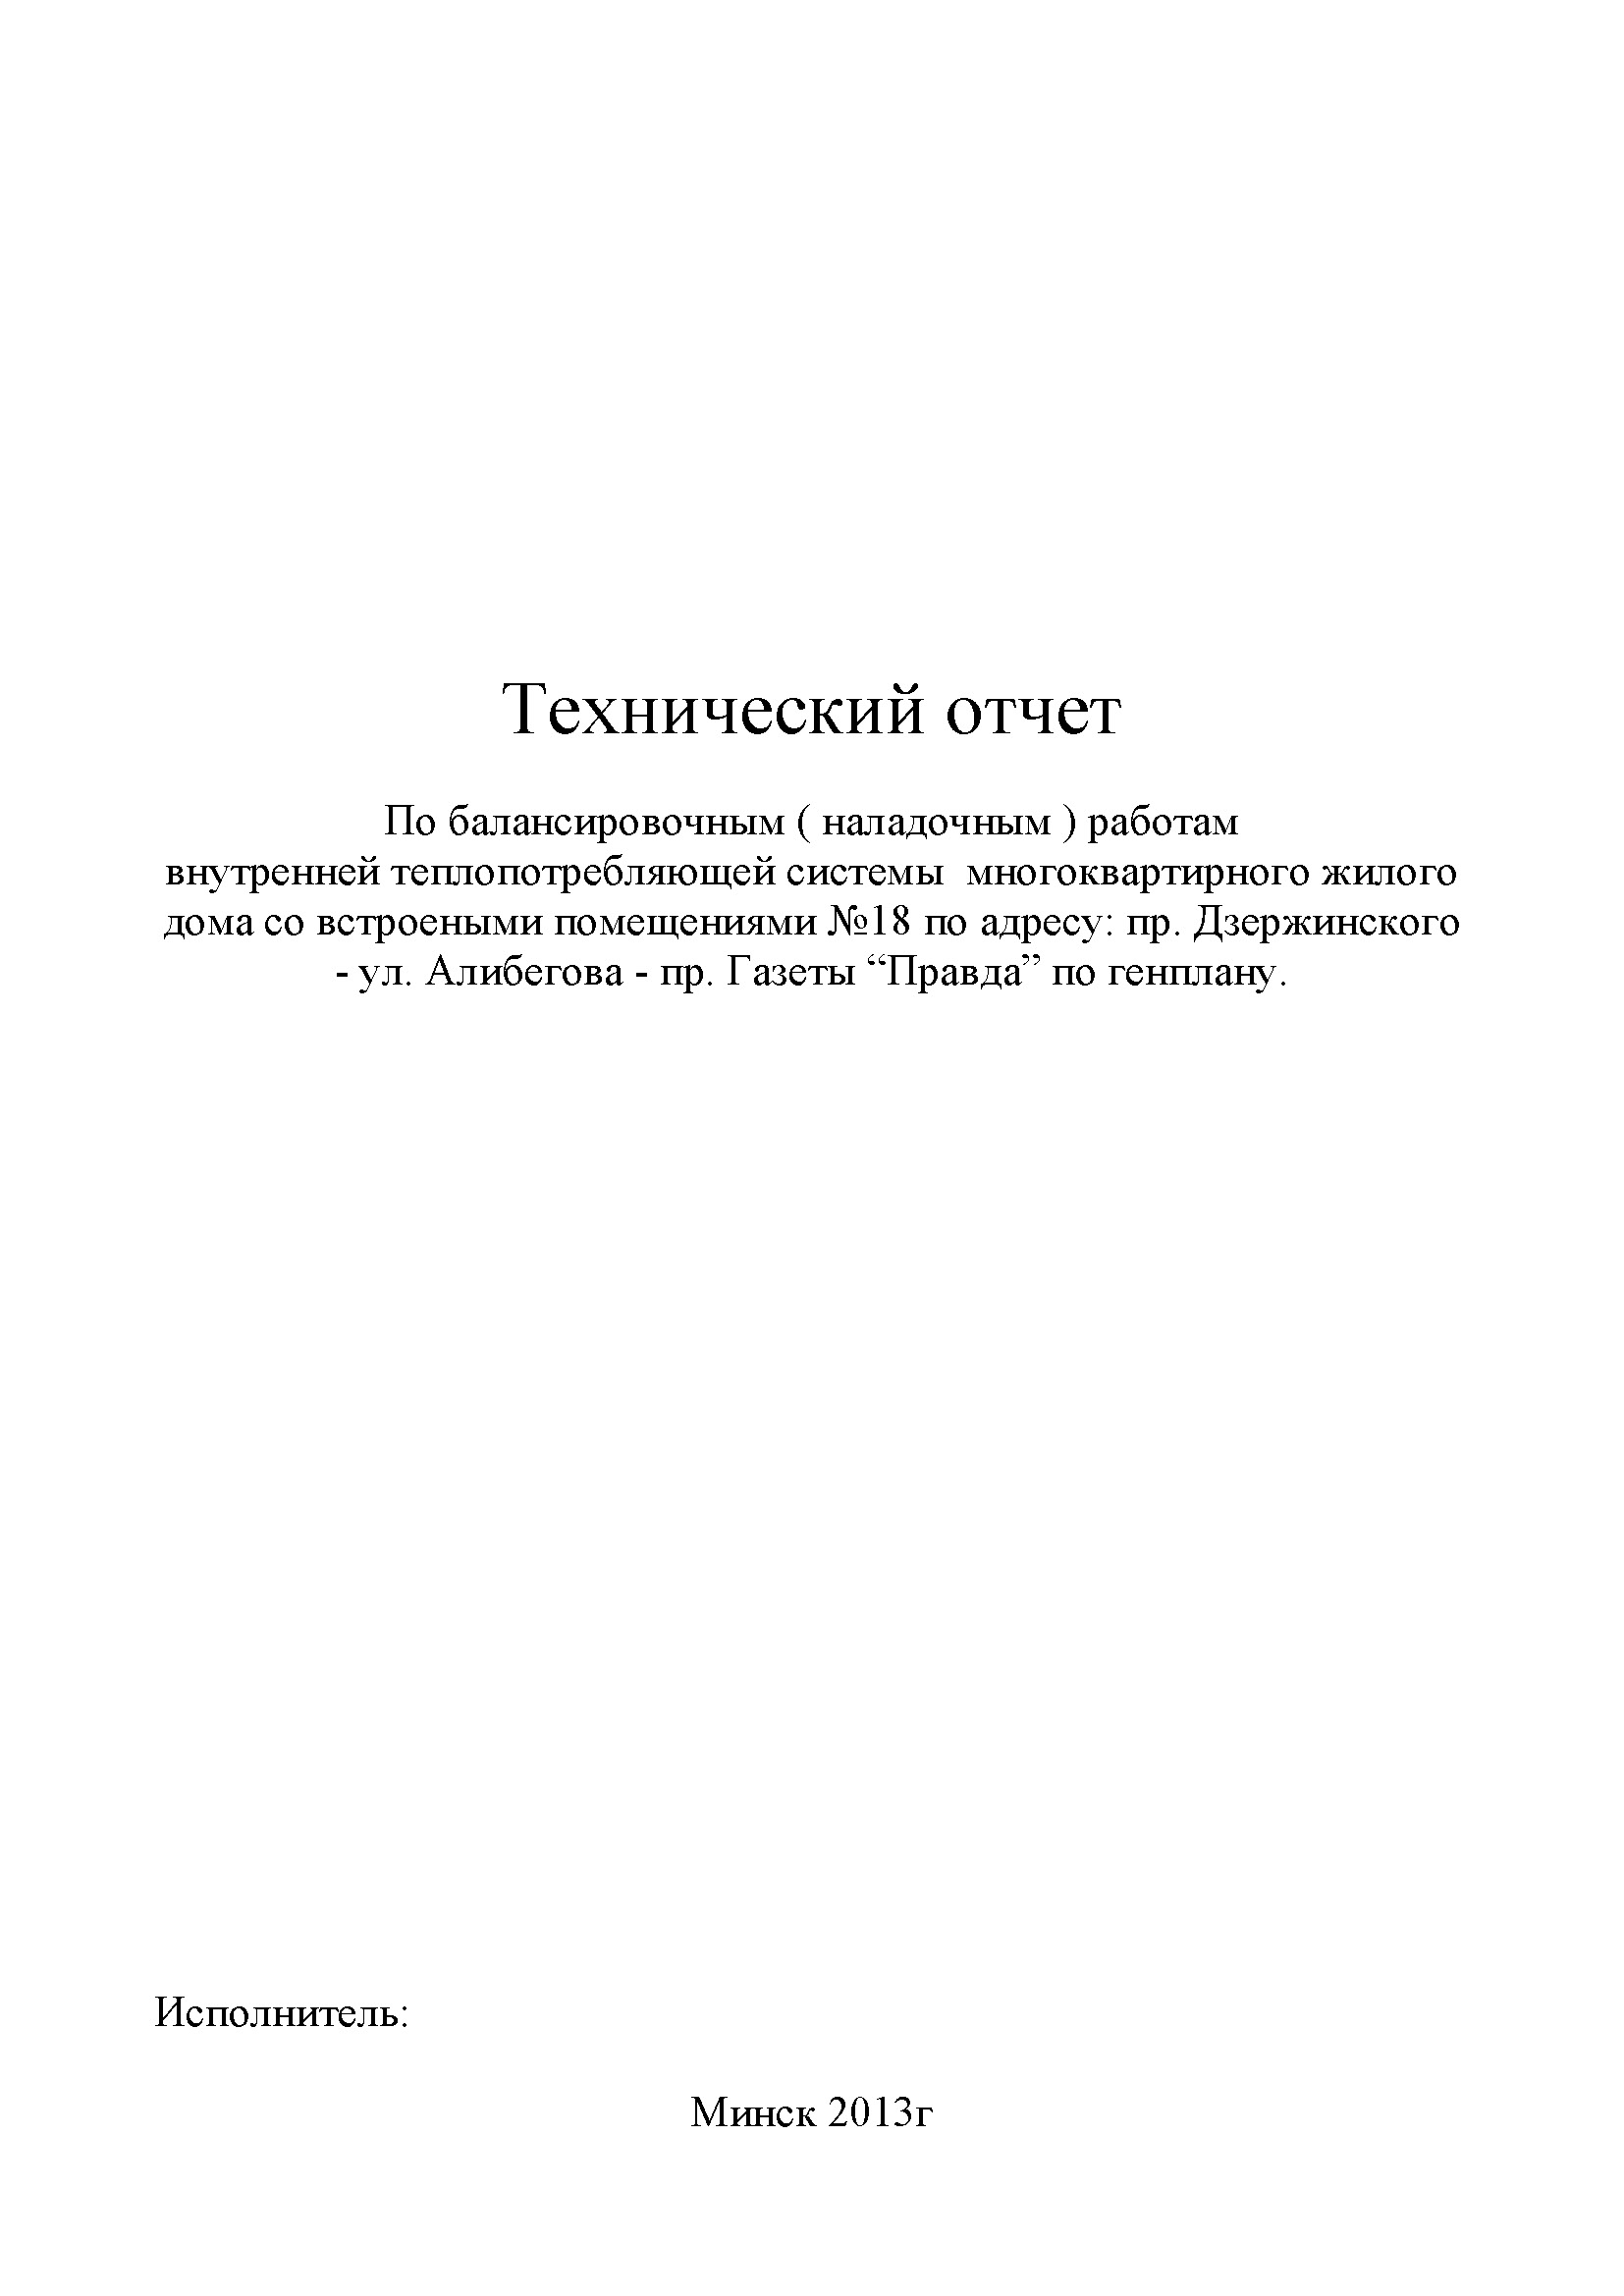 Технический отчет
По балансировочным ( наладочным ) работам
внутренней теплопотребляющей системы  многоквартирного жилого
дома со встроеными помещениями №18 по адресу: пр. Дзержинского
- ул. Алибегова - пр. Газеты “Правда” по генплану.
Исполнитель:
Минск 2013г